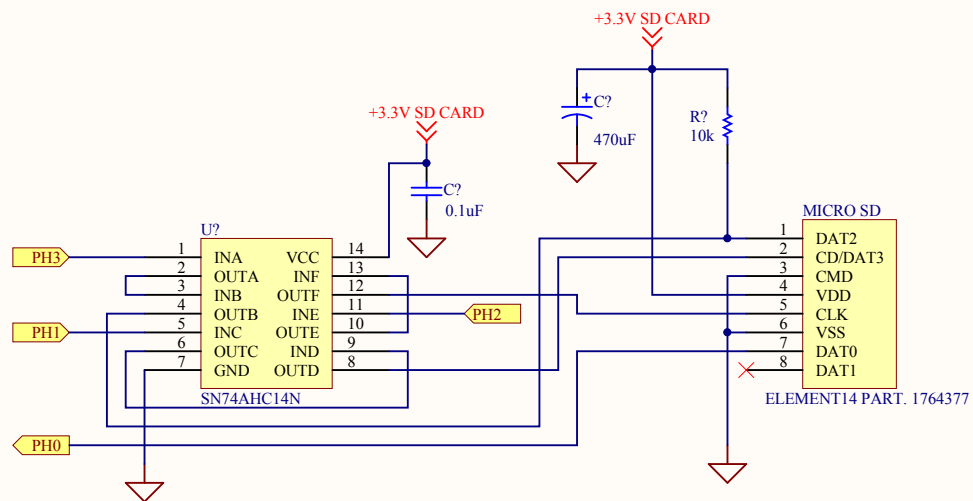 +3.3V SD CARD
C?
470uF
R?
10k
+3.3V SD CARD
C?
0.1uF
MICRO SD
1 DAT2
2 CD/DAT3
3 CMD
4 VDD
5 CLK
6 VSS
7 DAT0
8 DAT1
ELEMENT14 PART. 1764377
U?
1 INA VCC 14
2 OUTA INF 13
3 INB OUTF 12
4 OUTB INE 11
5 INC OUTE 10
6 OUTC IND 9
7 GND OUTD 8
SN74AHC14N
PH3
PH1
PH2
PH0